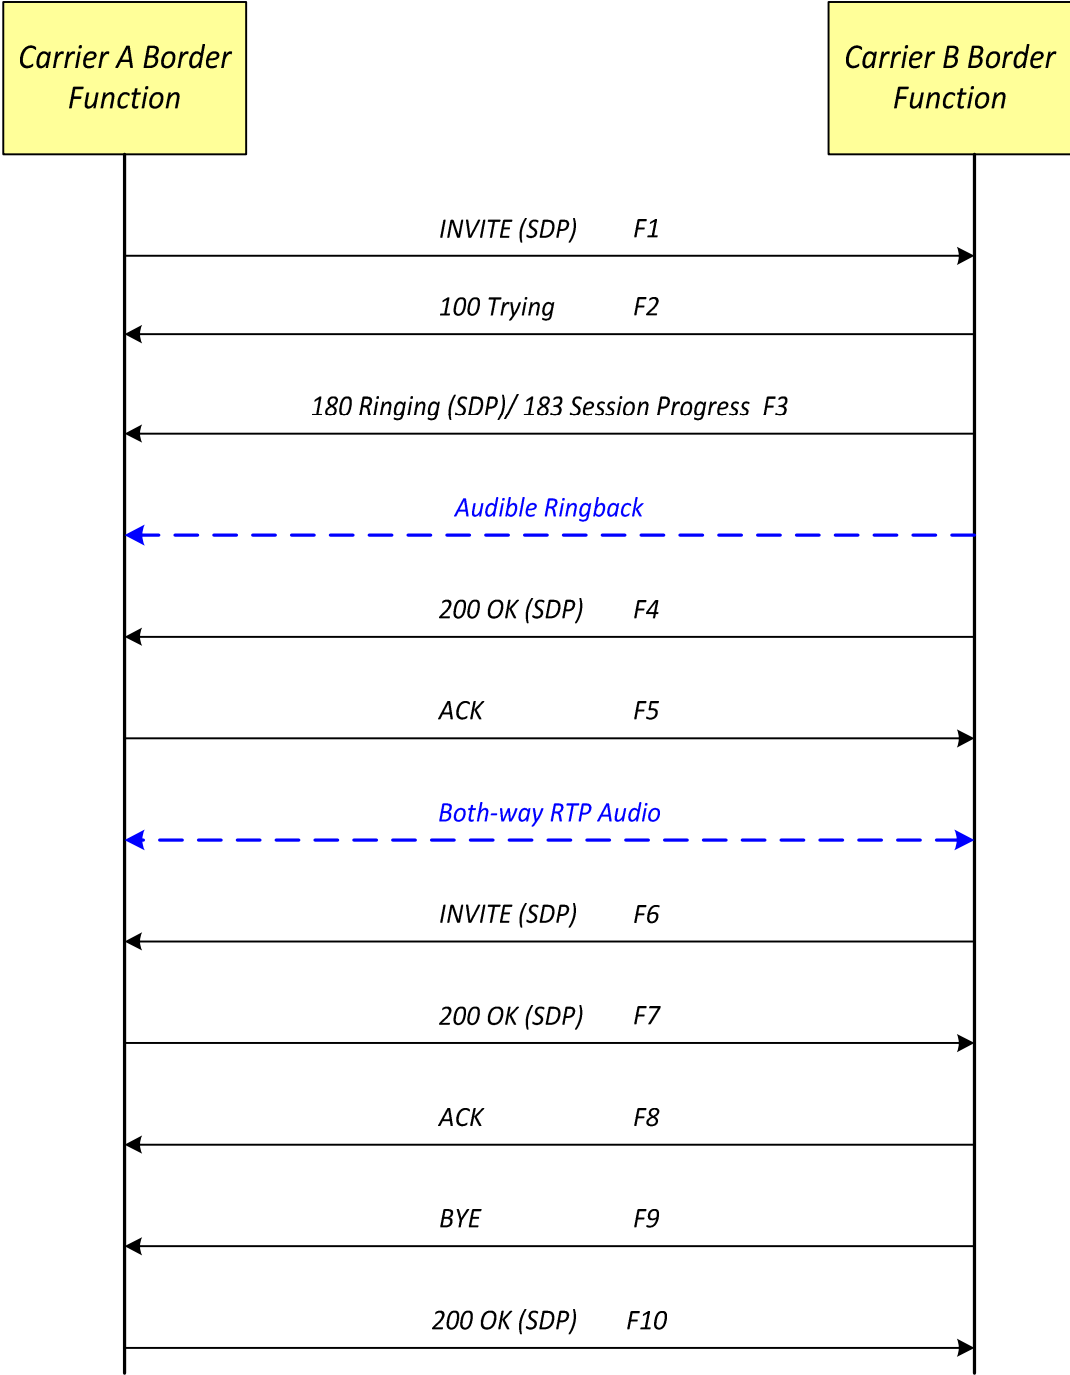 Carrier A Border
Function
Carrier B Border
Function
INVITE (SDP) F1
100 Trying F2
180 Ringing (SDP)/ 183 Session Progress F3
Audible Ringback
200 OK (SDP) F4
ACK F5
Both-way RTP Audio
INVITE (SDP) F6
200 OK (SDP) F7
ACK F8
BYE F9
200 OK (SDP) F10